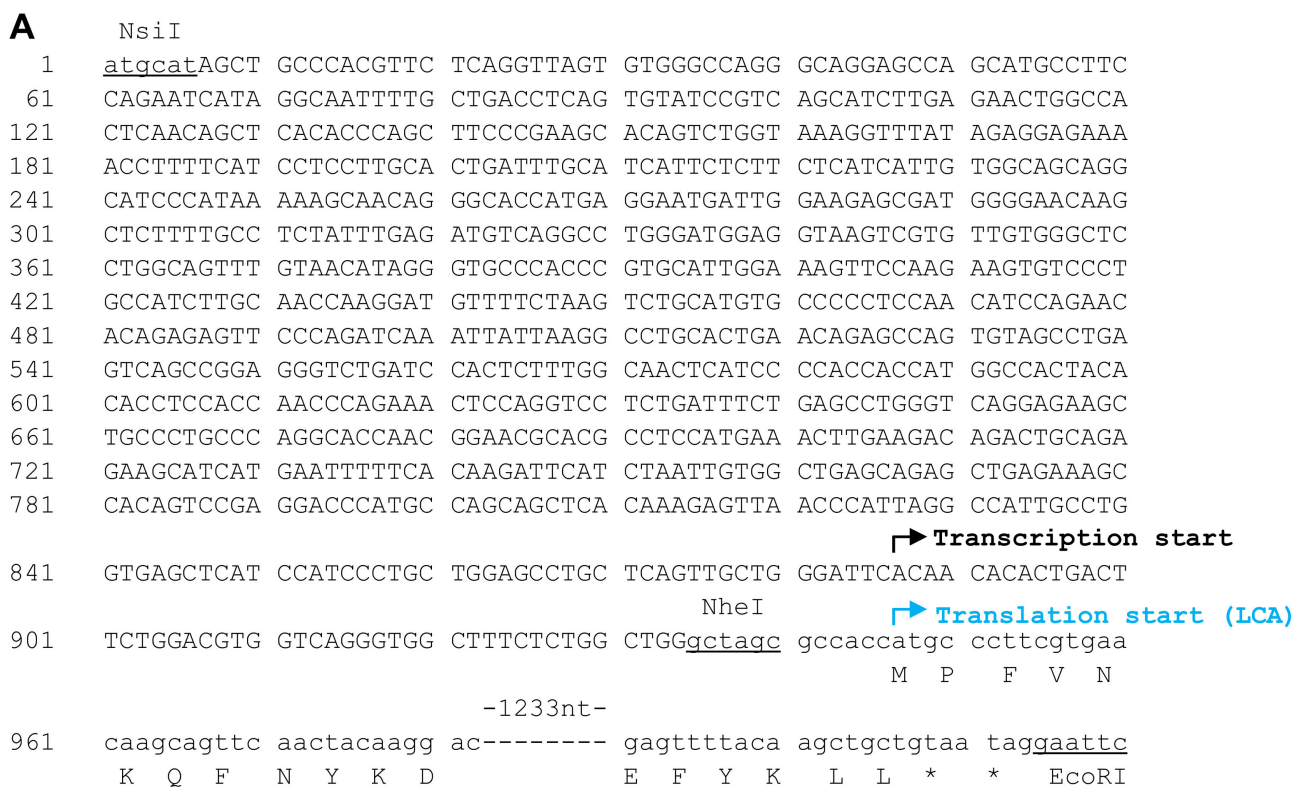 A
NsiI
1 atgcatAGCT GCCCACGTTC TCAGGTTAGT GTGGGCCAGG GCAGGAGCCA GCATGCCTTC
61 CAGAATCATA GGCAATTTTG CTGACCTCAG TGTATCCGTC AGCATCTTGA GAACTGGCCA
121 CTCAACAGCT CACACCCAGC TTCCCGAAGC ACAGTCTGGT AAAGGTTTAT AGAGGAGAAA
181 ACCTTTTCAT CCTCCTTGCA CTGATTTGCA TCATTCTCTT CTCATCATTG TGGCAGCAGG
241 CATCCCATAA AAAGCAACAG GGCACCATGA GGAATGATTG GAAGAGCGAT GGGGAACAAG
301 CTCTTTTGCC TCTATTTGAG ATGTCAGGCC TGGGATGGAG GTAAGTCGTG TTGTGGGCTC
361 CTGGCAGTTT GTAACATAGG GTGCCCACCC GTGCATTGGA AAGTTCCAAG AAGTGTCCCT
421 GCCATCTTGC AACCAAGGAT GTTTTCTAAG TCTGCATGTG CCCCCTCCAA CATCCAGAAC
481 ACAGAGAGTT CCCAGATCAA ATTATTAAGG CCTGCACTGA ACAGAGCCAG TGTAGCCTGA
541 GTCAGCCGGA GGGTCTGATC CACTCTTTGG CAACTCATCC CCACCACCAT GGCCACTACA
601 CACCTCCACC AACCCAGAAA CTCCAGGTCC TCTGATTTCT GAGCCTGGGT CAGGAGAAGC
661 TGCCCTGCCC AGGCACCAAC GGAACGCACG CCTCCATGAA ACTTGAAGAC AGACTGCAGA
721 GAAGCATCAT GAATTTTTCA CAAGATTCAT CTAATTGTGG CTGAGCAGAG CTGAGAAAGC
781 CACAGTCCGA GGACCCATGC CAGCAGCTCA CAAAGAGTTA ACCCATTAGG CCATTGCCTG
Transcription start
841 GTGAGCTCAT CCATCCCTGC TGGAGCCTGC TCAGTTGCTG GGATTCACAA CACACTGACT
NheI Translation start (LCA)
901 TCTGGACGTG GTCAGGGTGG CTTTCTCTGG CTGGgctagc gccaccatgc ccttcgtgaa
M P F V N
-1233nt-
961 caagcagttc aactacaagg ac-------- gagttttaca agctgctgtaa taggaattc
K Q F N Y K D E F Y K L L * * EcoRI